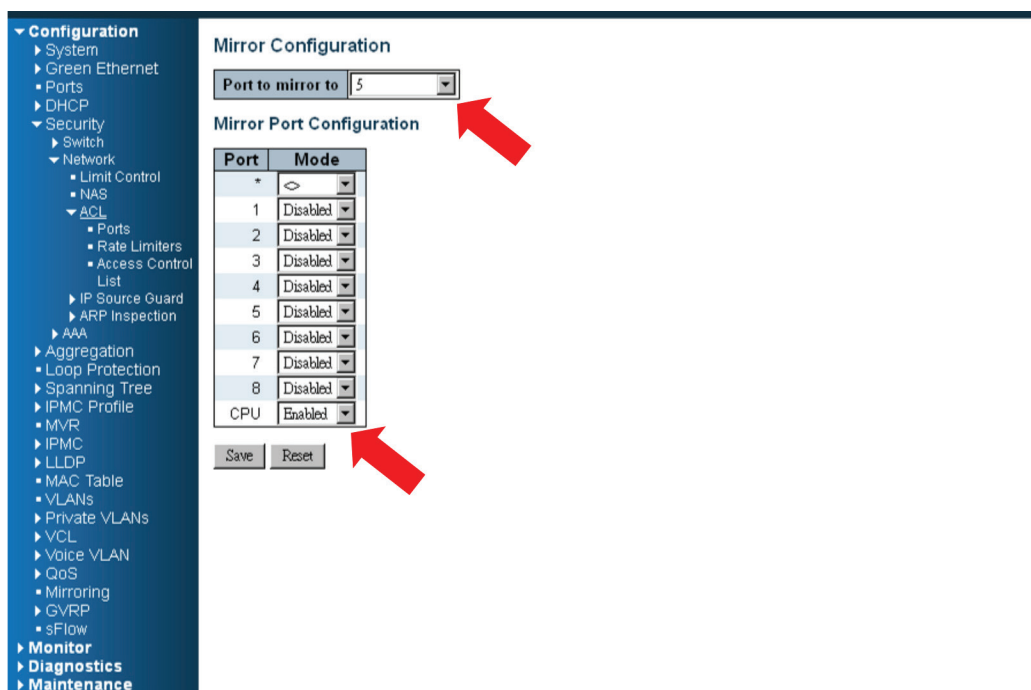 Configuration
System
Green Ethernet
Ports
DHCP
Security
Switch
Network
Limit Control
NAS
ACL
Ports
Rate Limiters
Access Control
List
IP Source Guard
ARP Inspection
AAA
Aggregation
Loop Protection
Spanning Tree
IPMC Profile
MVR
IPMC
LLDP
MAC Table
VLANs
Private VLANs
VCL
Voice VLAN
QoS
Mirroring
GVRP
sFlow
Monitor
Diagnostics
Maintenance
Mirror Configuration
Port to mirror to 5
Mirror Port Configuration
Port Mode
* <>
1 Disabled
2 Disabled
3 Disabled
4 Disabled
5 Disabled
6 Disabled
7 Disabled
8 Disabled
CPU Enabled
Save Reset